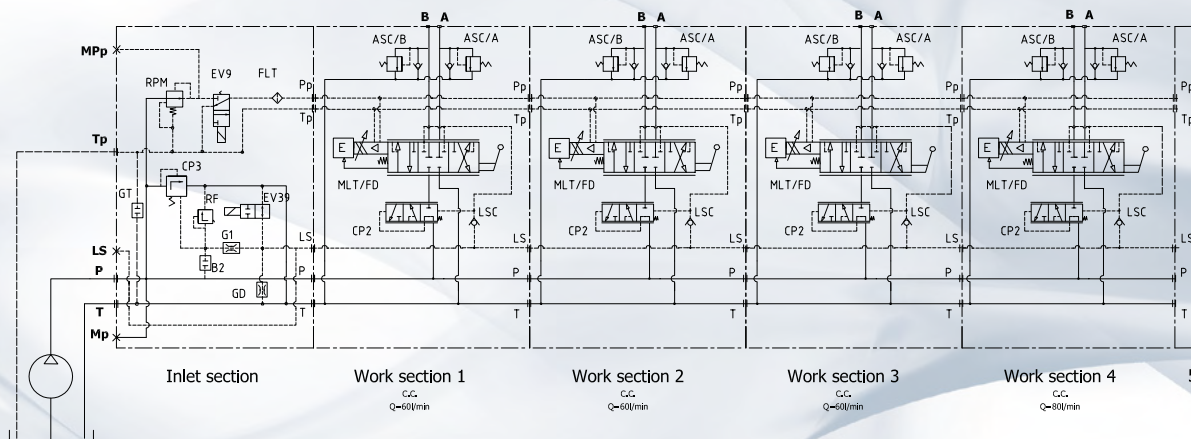 B A
B A
B A
B A
MPp
RPM
EV9
FLT
ASC/B
ASC/A
Pp
Tp
ASC/B
ASC/A
Pp
Tp
ASC/B
ASC/A
Pp
Tp
ASC/B
ASC/A
Pp
Tp
Tp
CP3
GT
RF
EV39
G1
B2
GD
LS
P
T
Mp
LS
P
T
E
MLT/FD
CP2
LSC
LS
P
T
E
MLT/FD
CP2
LSC
LS
P
T
E
MLT/FD
CP2
LSC
LS
P
T
E
MLT/FD
CP2
LSC
LS
P
T
Inlet section
Work section 1
C.C.
Q=60l/min
Work section 2
C.C.
Q=60l/min
Work section 3
C.C.
Q=60l/min
Work section 4
C.C.
Q=80l/min